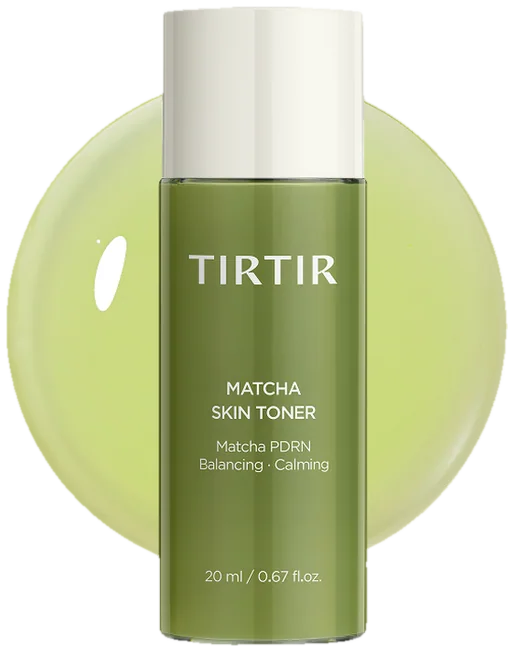 TIRTIR
MATCHA
SKIN TONER
Matcha PDRN
Balancing · Calming
20 ml / 0.67 fl.oz.